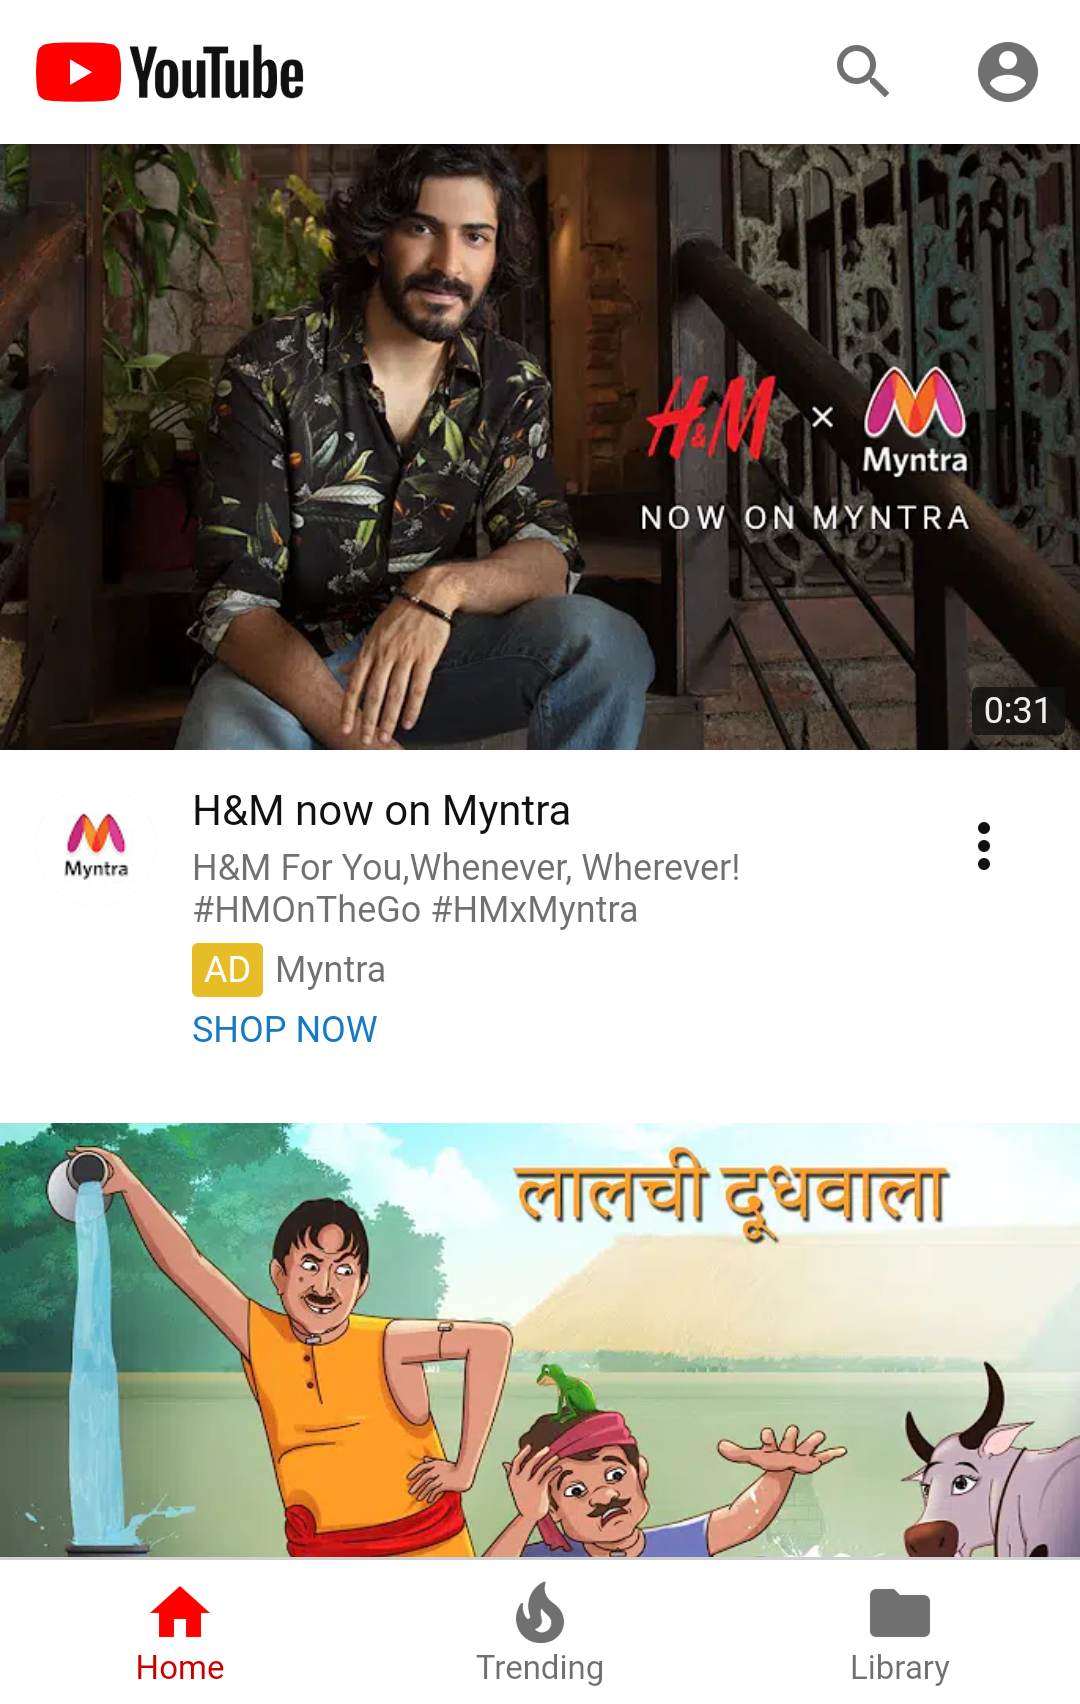 YouTube
H&M × Myntra
NOW ON MYNTRA
0:31
Myntra
H&M now on Myntra
H&M For You,Whenever, Wherever!
#HMOnTheGo #HMxMyntra
AD Myntra
SHOP NOW
लालची दूधवाला
Home Trending Library